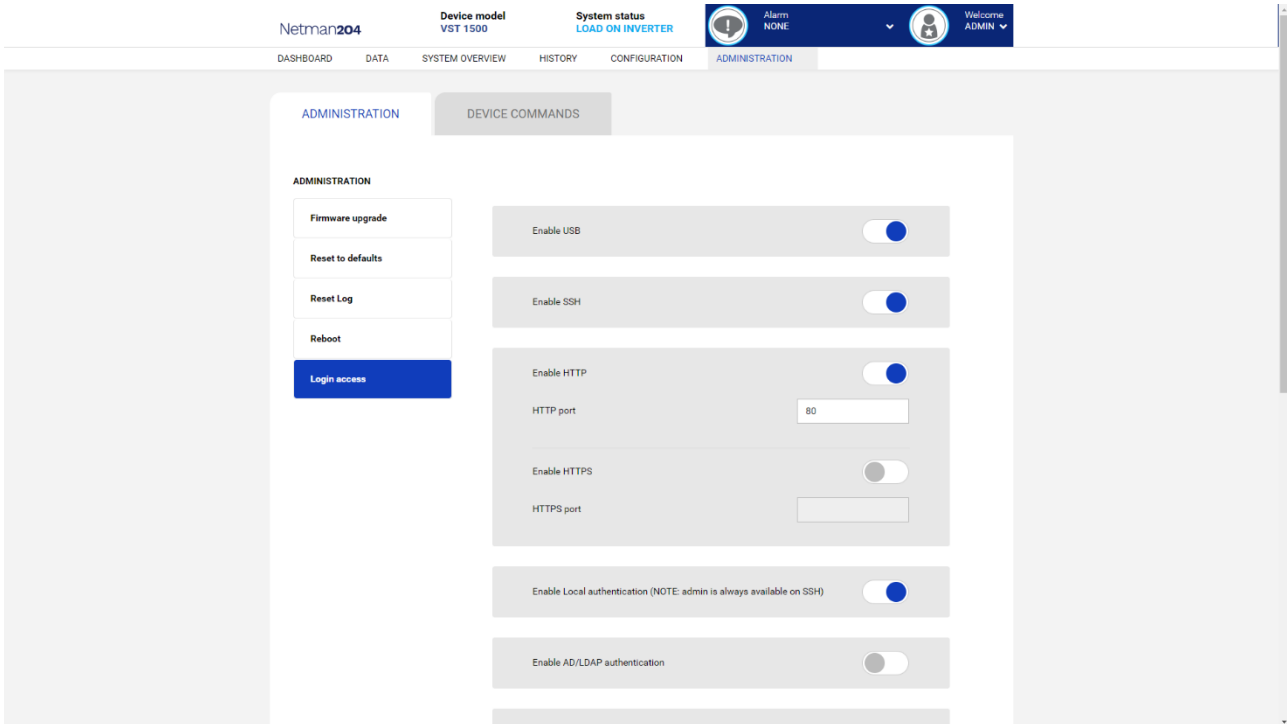 Netman204
Device model
VST 1500
System status
LOAD ON INVERTER
Alarm
NONE
Welcome
ADMIN
DASHBOARD DATA SYSTEM OVERVIEW HISTORY CONFIGURATION ADMINISTRATION
ADMINISTRATION DEVICE COMMANDS
ADMINISTRATION
Firmware upgrade
Reset to defaults
Reset Log
Reboot
Login access
Enable USB
Enable SSH
Enable HTTP
HTTP port 80
Enable HTTPS
HTTPS port
Enable Local authentication (NOTE: admin is always available on SSH)
Enable AD/LDAP authentication